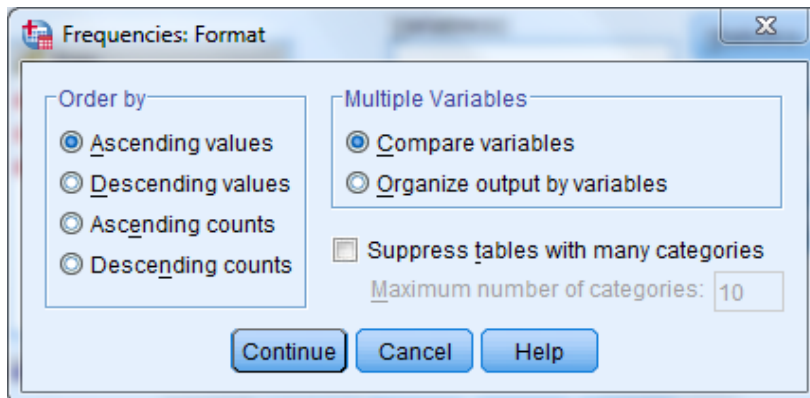 Frequencies: Format
Order by
Ascending values
Descending values
Ascending counts
Descending counts
Multiple Variables
Compare variables
Organize output by variables
Suppress tables with many categories
Maximum number of categories: 10
Continue Cancel Help